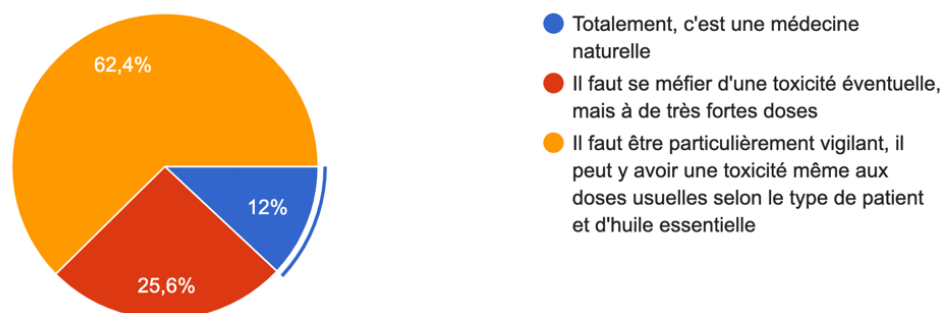 62,4%
12%
25,6%
Totalement, c'est une médecine
naturelle
Il faut se méfier d'une toxicité éventuelle,
mais à de très fortes doses
Il faut être particulièrement vigilant, il
peut y avoir une toxicité même aux
doses usuelles selon le type de patient
et d'huile essentielle